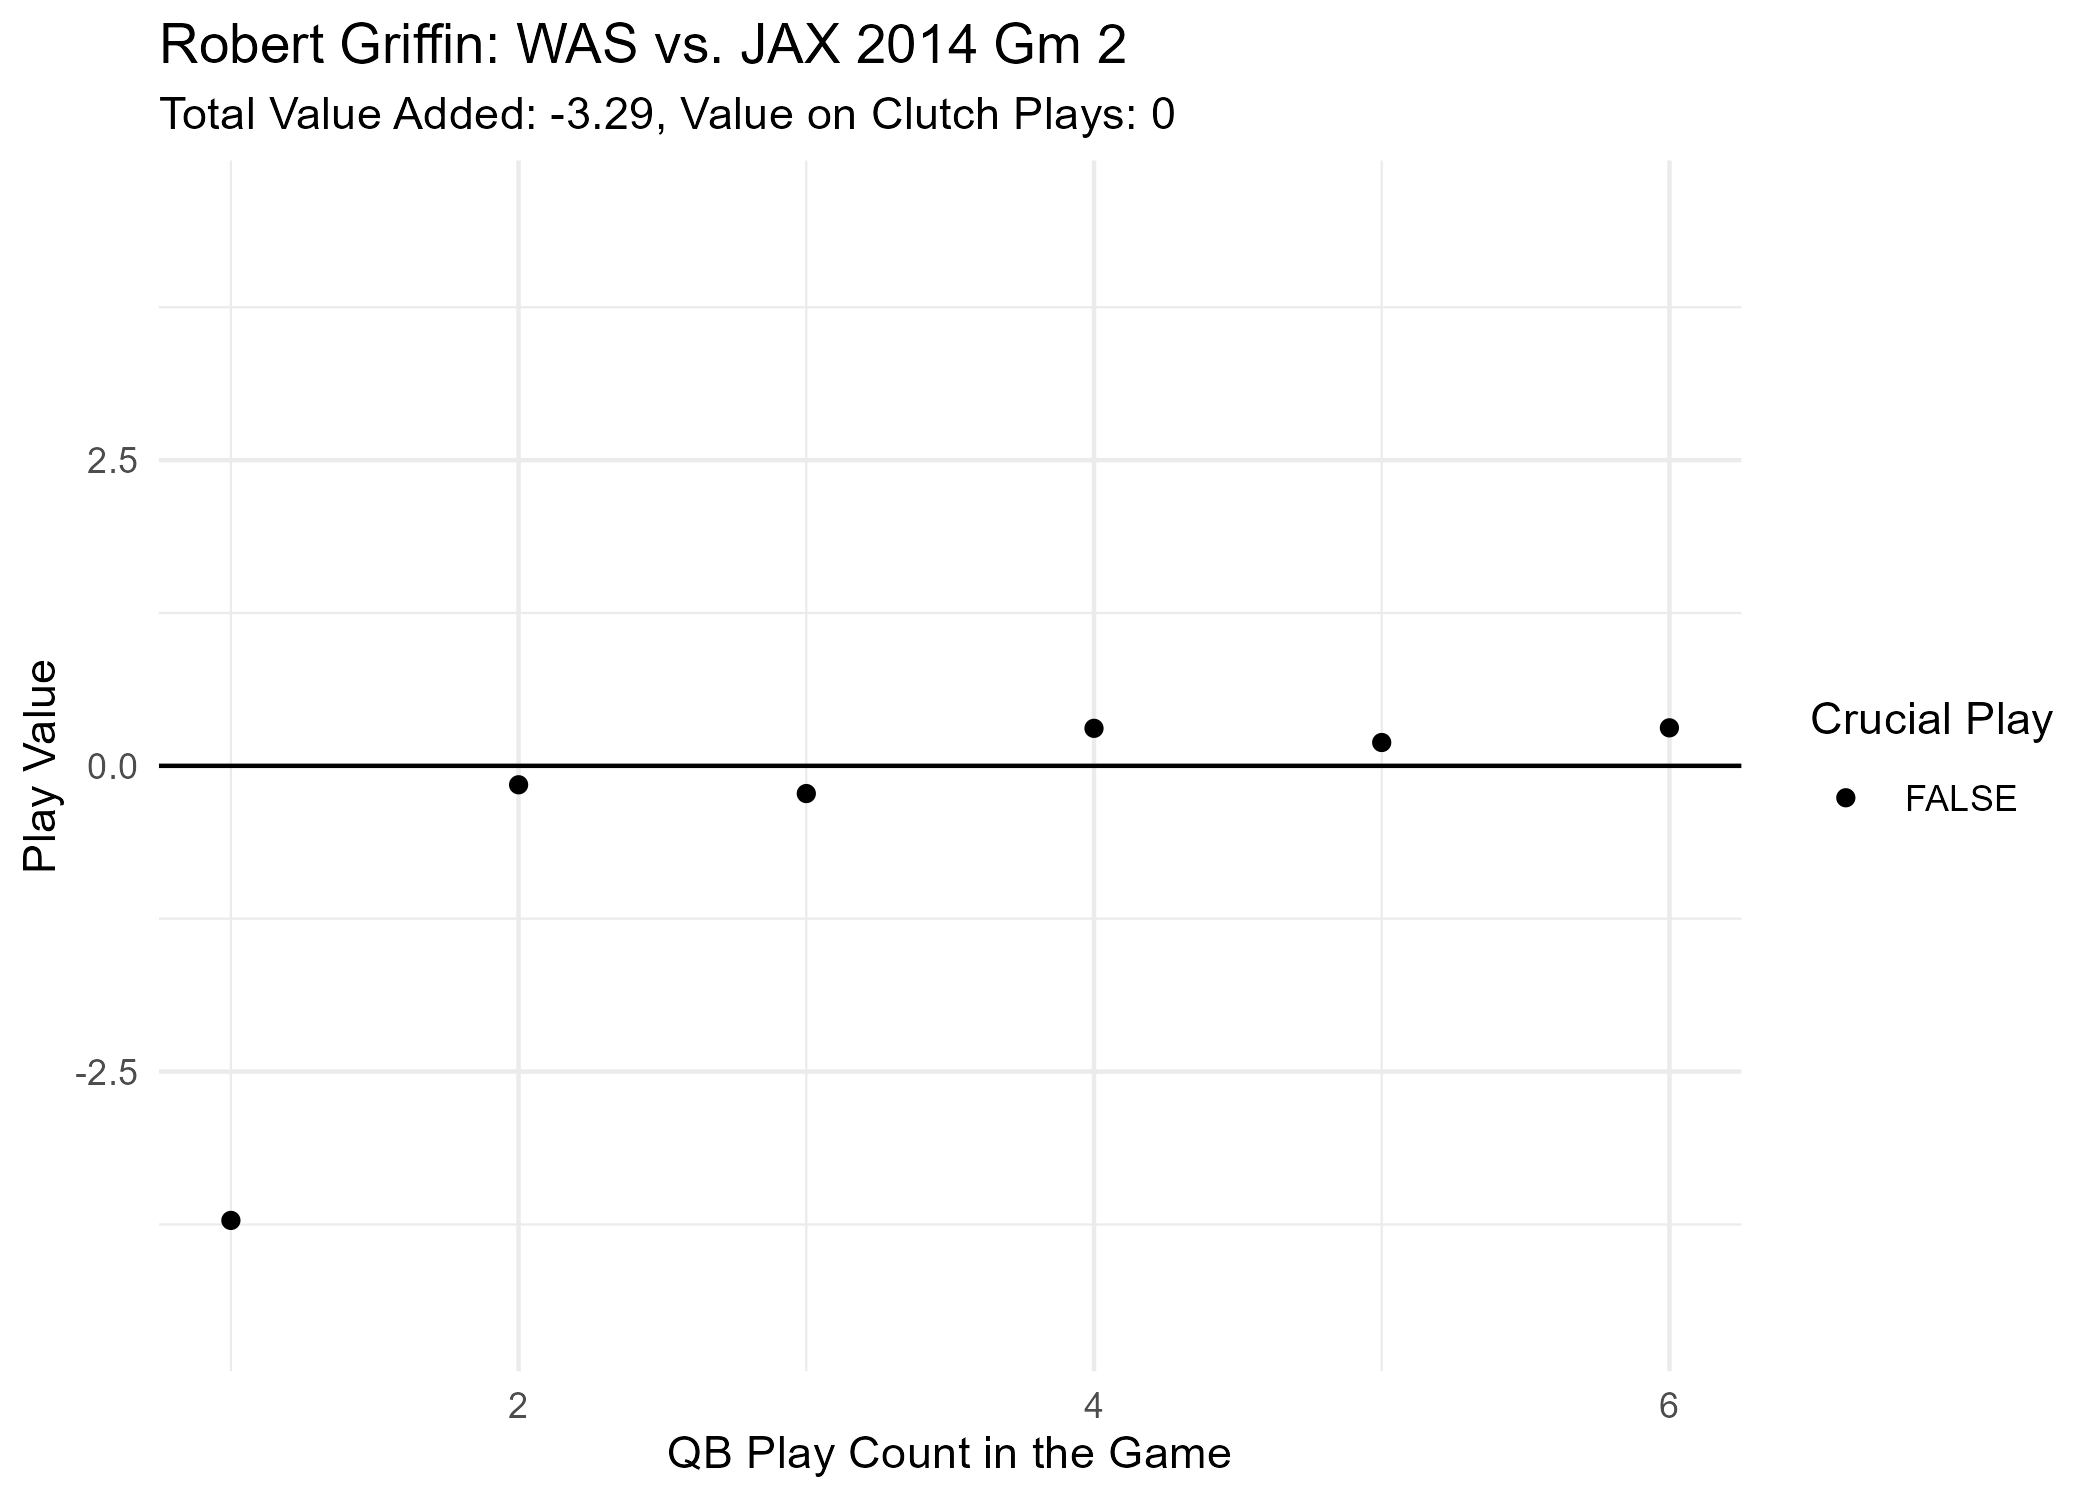 Robert Griffin: WAS vs. JAX 2014 Gm 2
Total Value Added: -3.29, Value on Clutch Plays: 0
Play Value
2.5
0.0
-2.5
2
4
6
QB Play Count in the Game
Crucial Play
FALSE